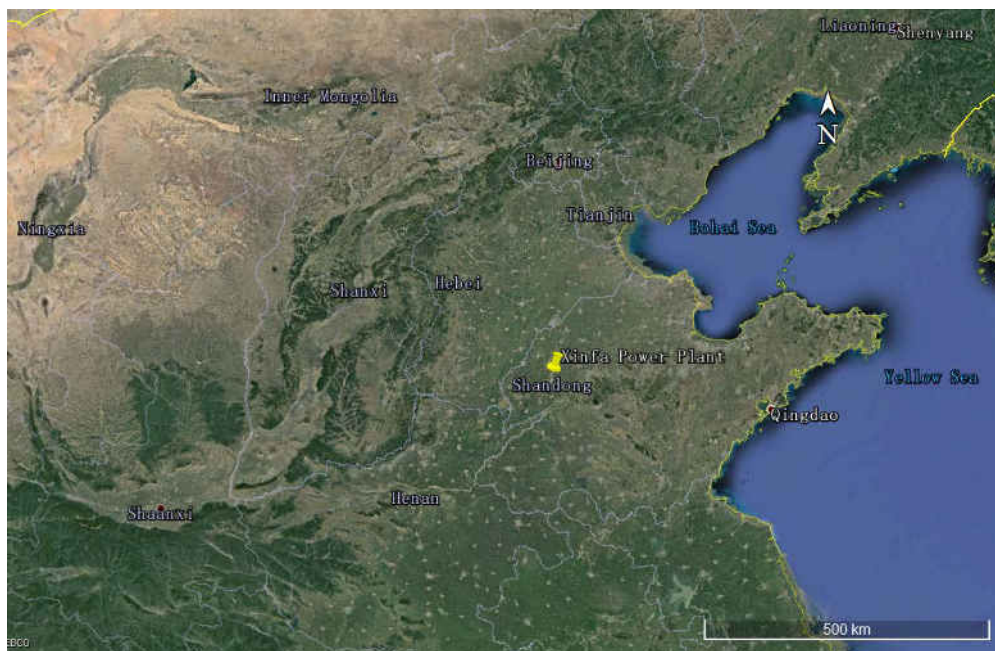 Liaoning
Shenyang
Inner Mongolia
N
Beijing
Tianjin
Ningxia
Bohai Sea
Shanxi
Hebei
Xinfa Power Plant
Shandong
Yellow Sea
Qingdao
Henan
Shaanxi
500 km